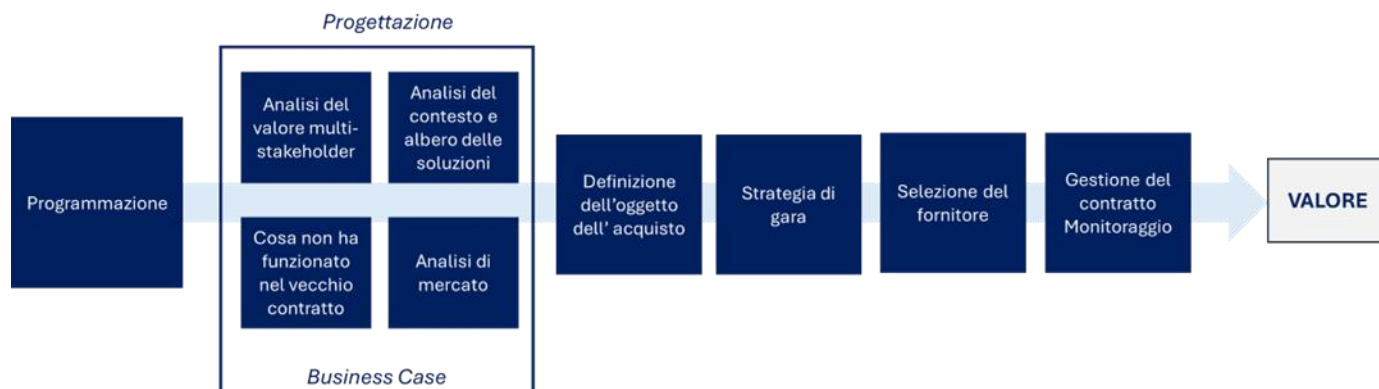 Progettazione
Programmazione
Analisi del
valore multi-
stakeholder
Analisi del
contesto e
albero delle
soluzioni
Cosa non ha
funzionato
nel vecchio
contratto
Analisi di
mercato
Business Case
Definizione
dell'oggetto
dell' acquisto
Strategia di
gara
Selezione del
fornitore
Gestione del
contratto
Monitoraggio
VALORE